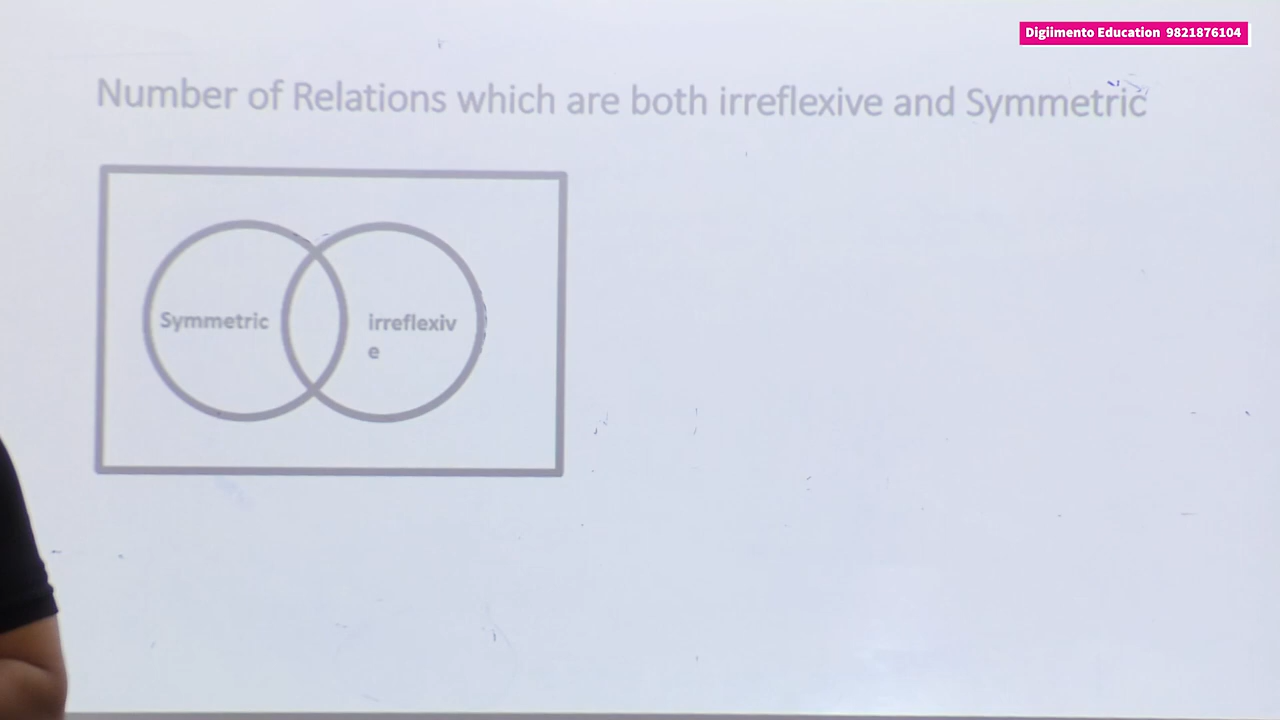 Digiimento Education 9821876104
Number of Relations which are both irreflexive and Symmetric
Symmetric
irreflexiv
e